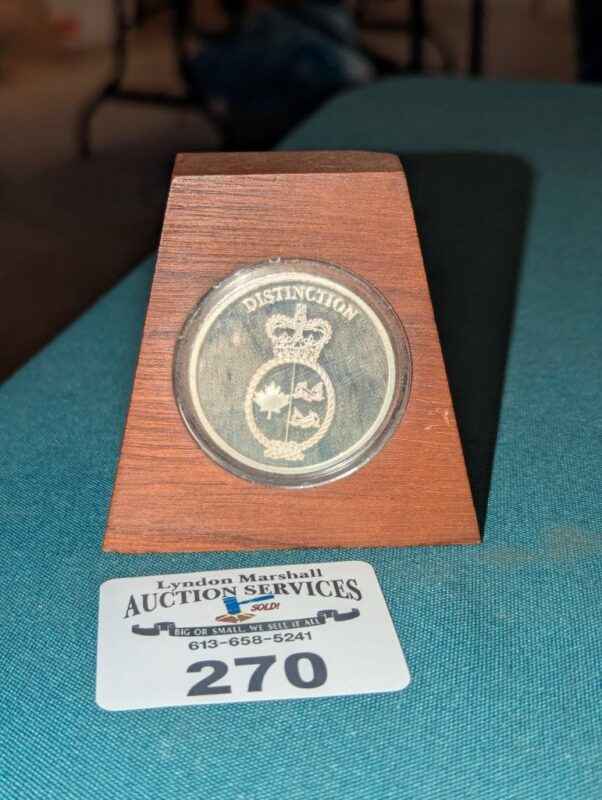 DISTINCTION
Lyndon Marshall
AUCTION SERVICES
SOLD!
BIG OR SMALL, WE SELL IT ALL
613-658-5241
270